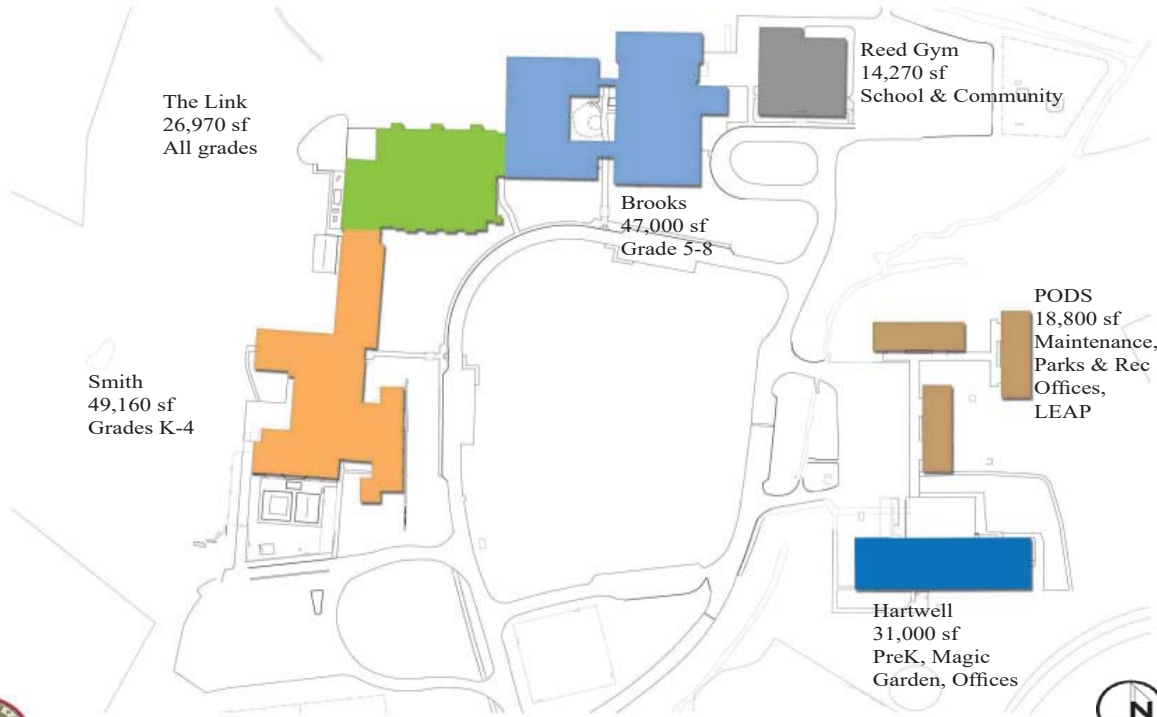 The Link
26,970 sf
All grades
Reed Gym
14,270 sf
School & Community
Brooks
47,000 sf
Grade 5-8
Smith
49,160 sf
Grades K-4
PODS
18,800 sf
Maintenance,
Parks & Rec
Offices,
LEAP
Hartwell
31,000 sf
PreK, Magic
Garden, Offices
N